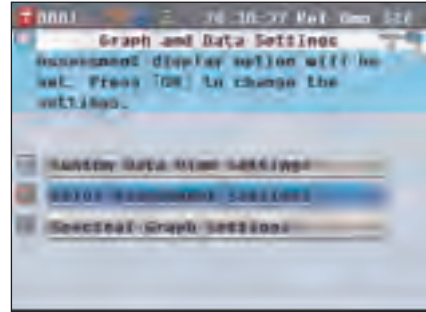 Graph and Data Settings
Assessment display option will be
set. Press [OK] to change the
settings.
Custom Data View Settings
Color Assessment Settings
Spectral Graph Settings